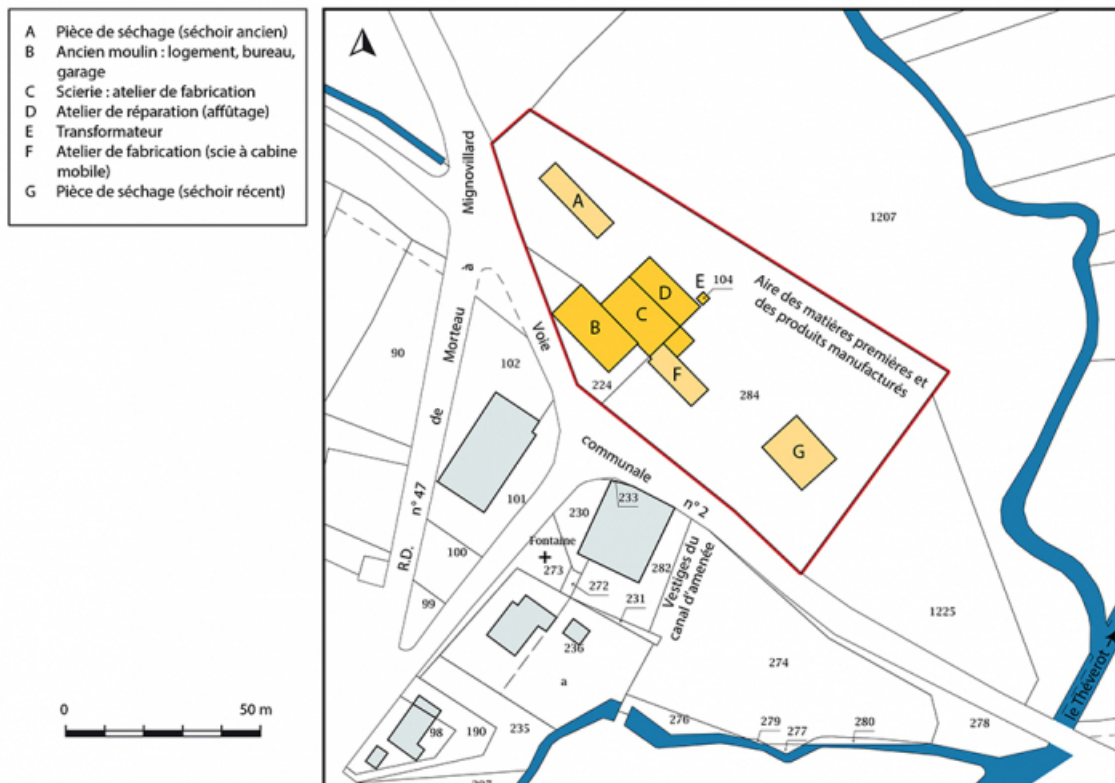 A Pièce de séchage (séchoir ancien)
B Ancien moulin : logement, bureau,
garage
C Scierie : atelier de fabrication
D Atelier de réparation (affûtage)
E Transformateur
F Atelier de fabrication (scie à cabine
mobile)
G Pièce de séchage (séchoir récent)
0 50 m
Mignovillard
à
Morteau
de
n° 47
R.D.
Voie
communale
n° 2
A
B
C
D
E
F
G
104
1207
Aire des matières premières et
des produits manufacturés
284
224
90
102
101
100
99
230
233
Fontaine
273
272
282
231
Vestiges du
canal d'amenée
236
a
235
190
98
274
276
279
277
280
278
1225
le Théverot